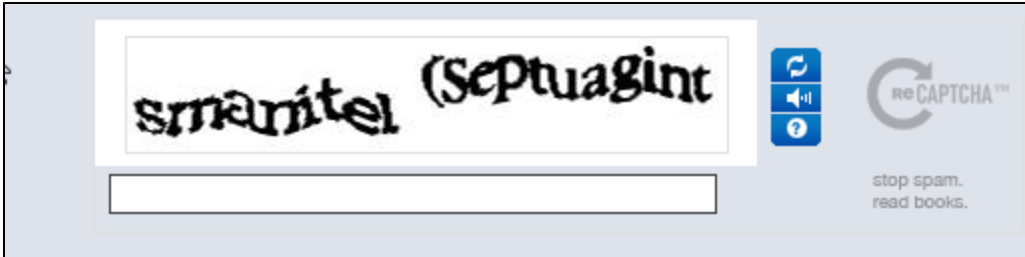 smanitel (Septuagint
reCAPTCHA™
stop spam.
read books.